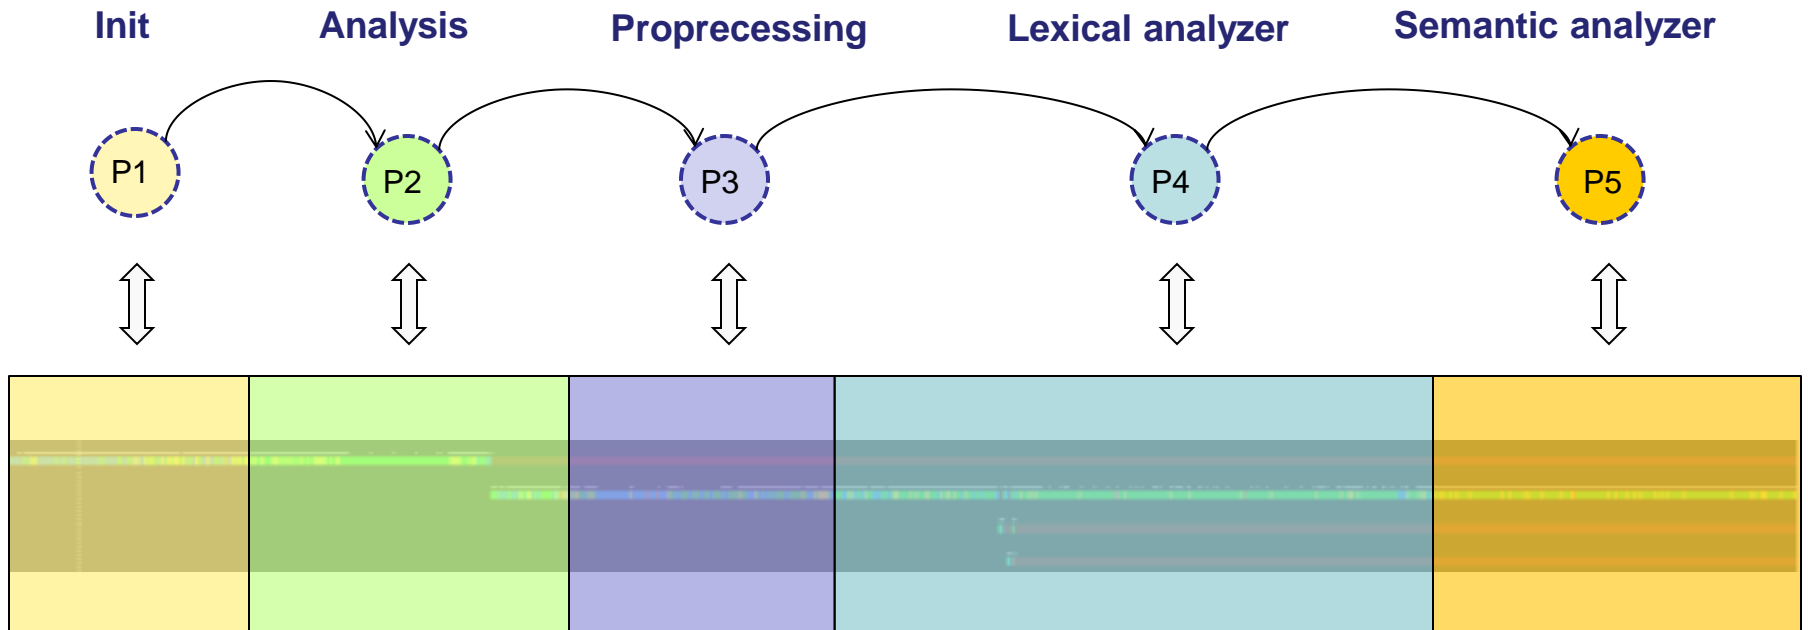 Init Analysis Proprecessing Lexical analyzer Semantic analyzer
P1 P2 P3 P4 P5